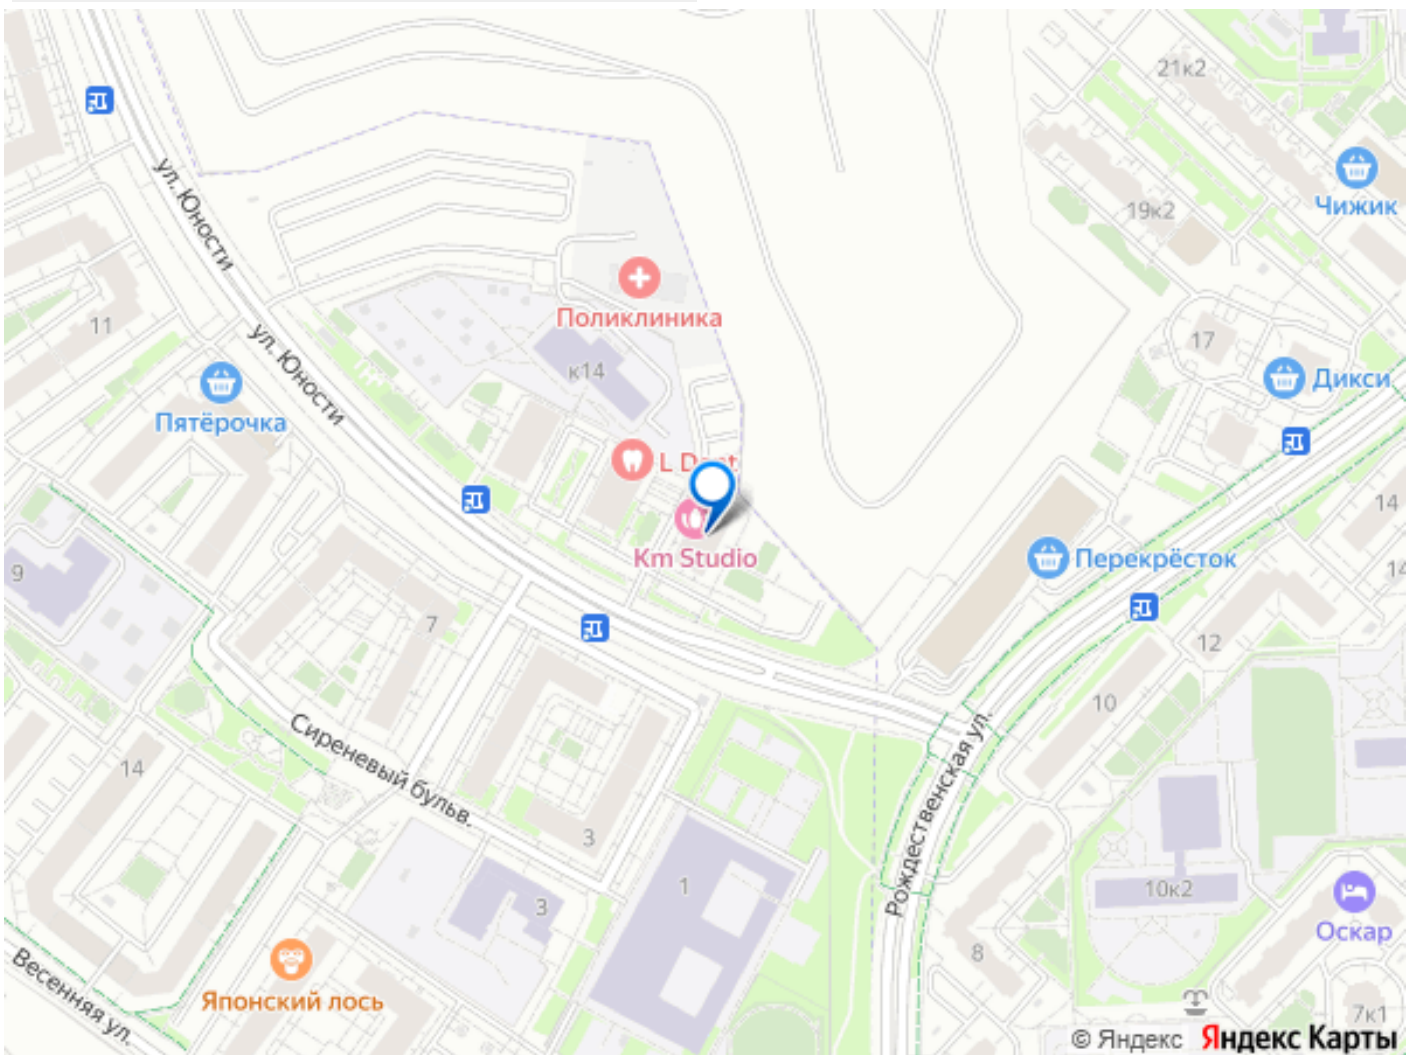 21к2
Чижик
ул. Юности
19к2
Поликлиника
11
ул. Юности
17
к14
Дикси
Пятёрочка
L Dent
14
Km Studio
Перекрёсток
14
9
7
12
10
Сиреневый бульв.
14
Рождественская ул.
3
1
10к2
3
Оскар
8
Весенняя ул.
Японский лось
7к1
© Яндекс Яндекс Карты